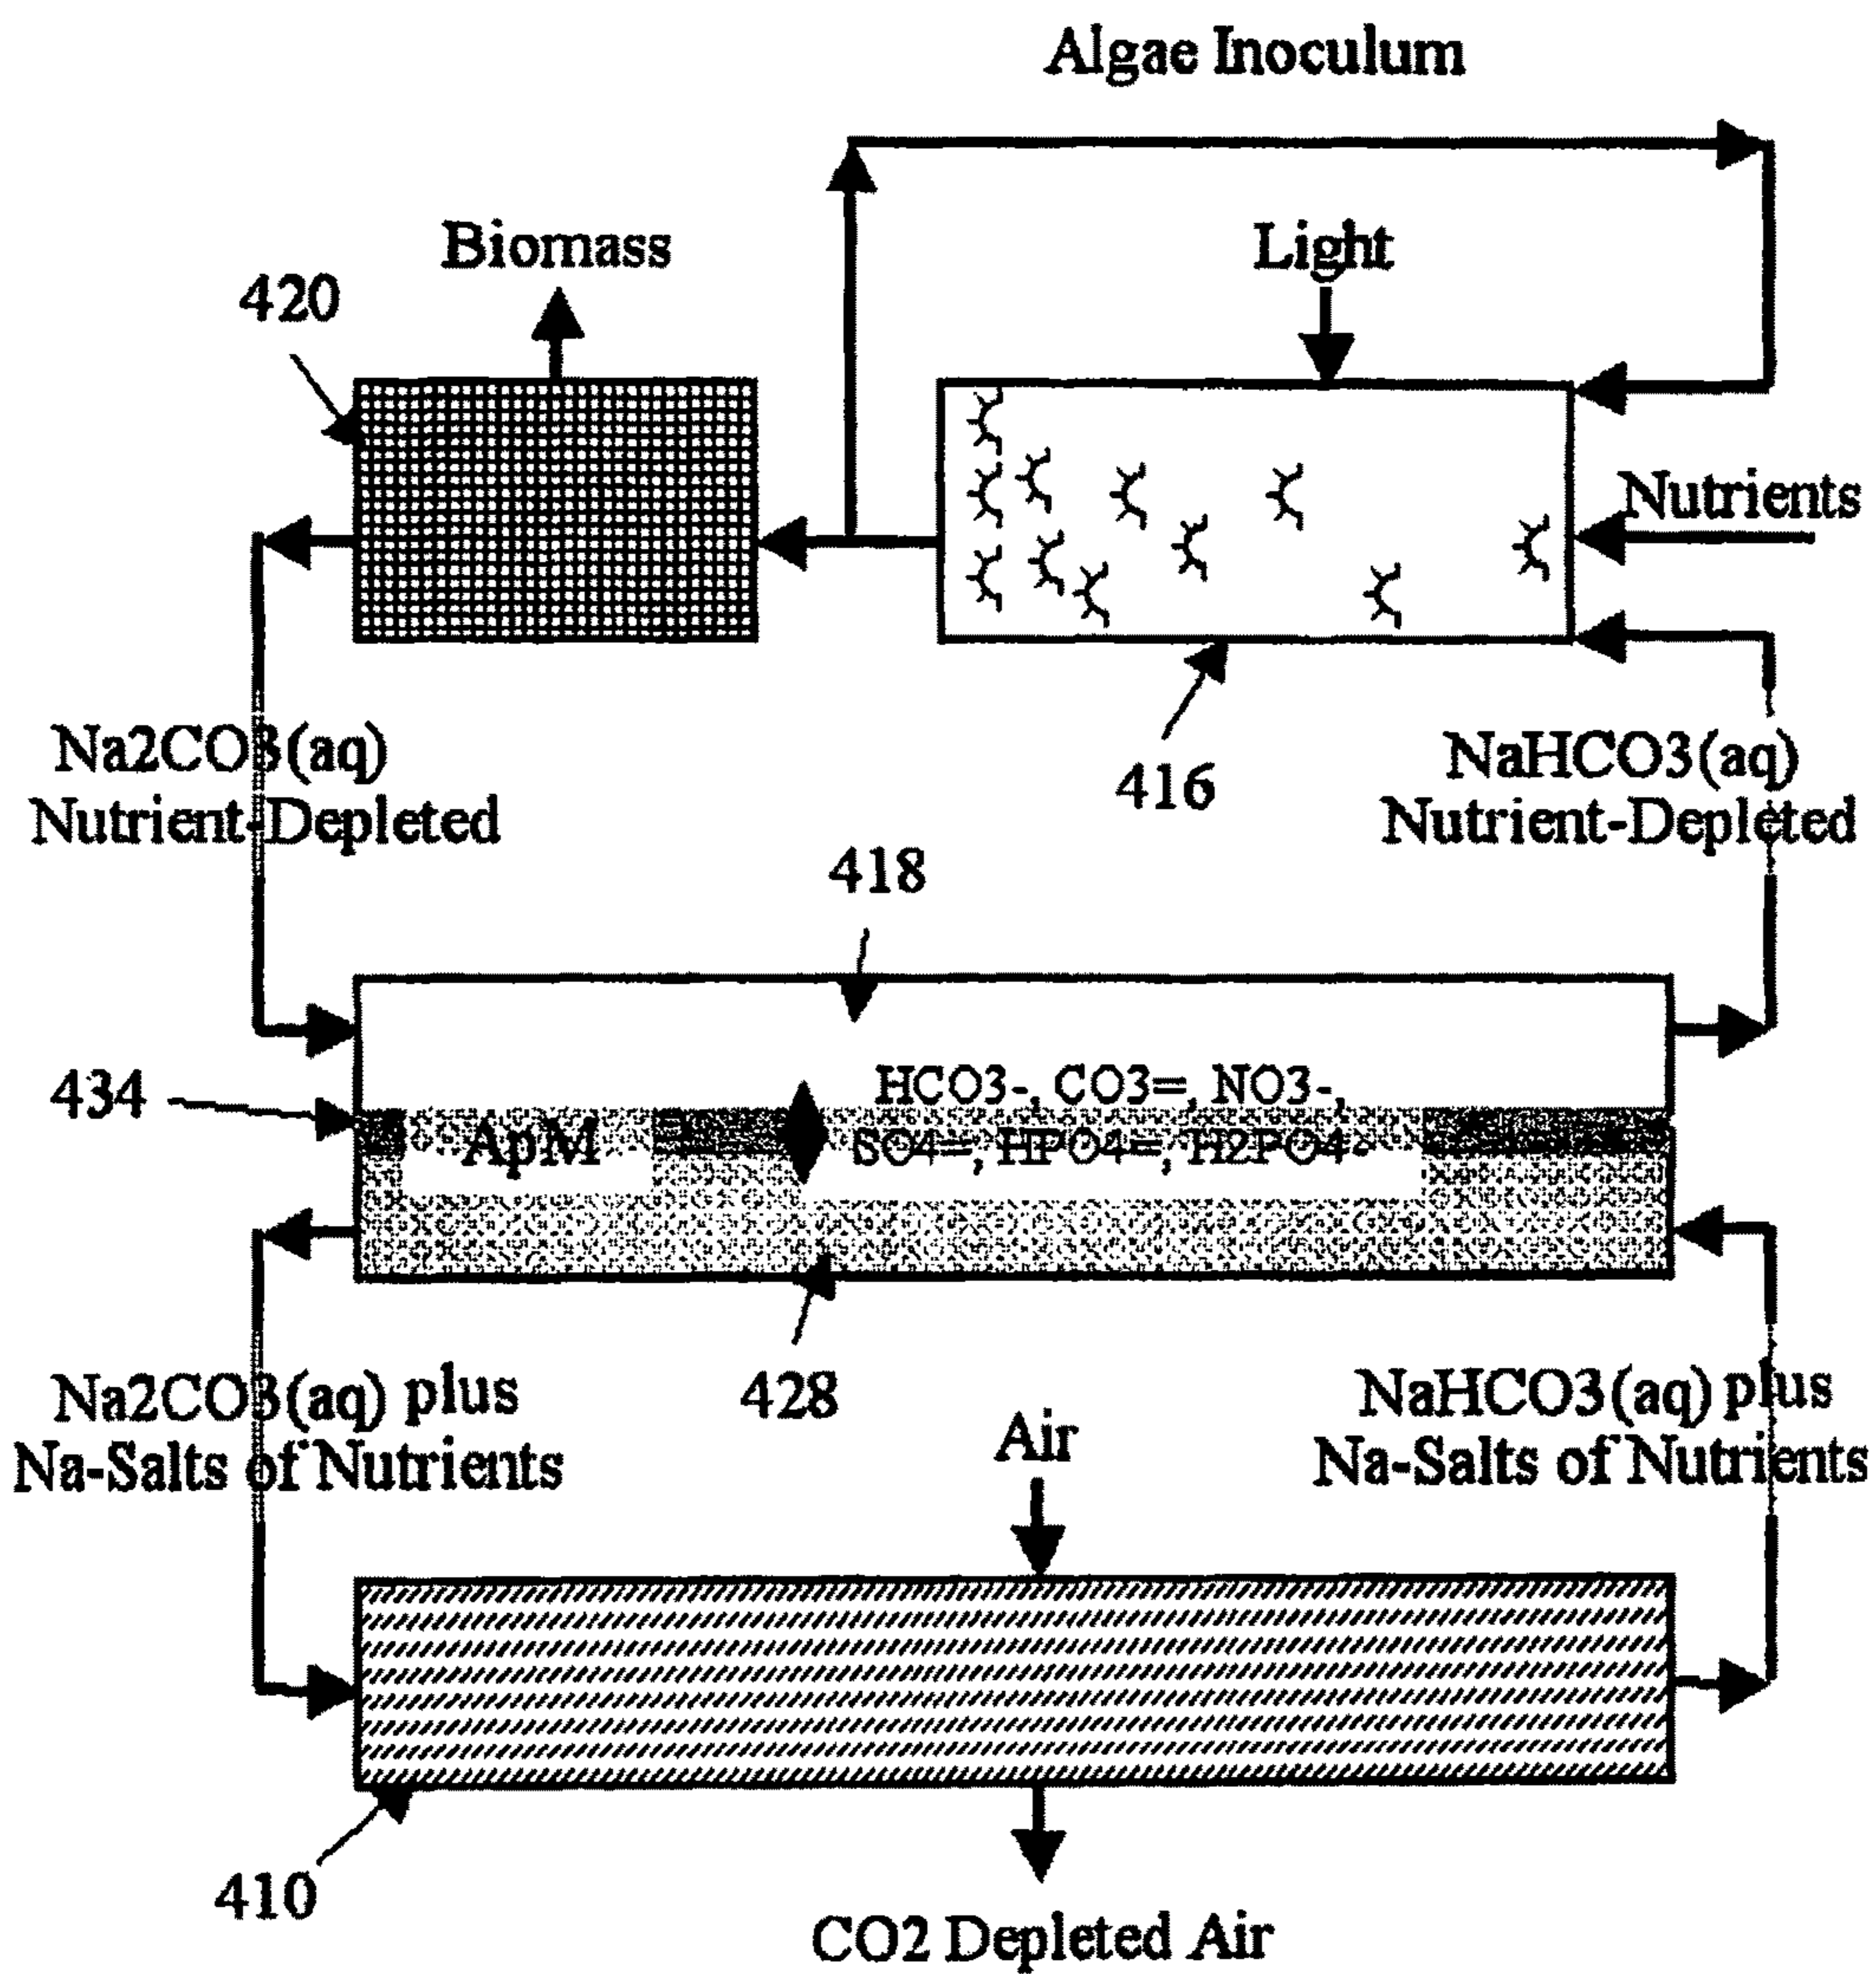 Algae Inoculum
Biomass
Light
420
Nutrients
416
Na2CO3(aq)
Nutrient-Depleted
NaHCO3(aq)
Nutrient-Depleted
418
434
HCO3-, CO3=, NO3-,
ApM
SO4=, HPO4=, H2PO4-
428
Na2CO3(aq) plus
Na-Salts of Nutrients
NaHCO3(aq) plus
Na-Salts of Nutrients
Air
410
CO2 Depleted Air